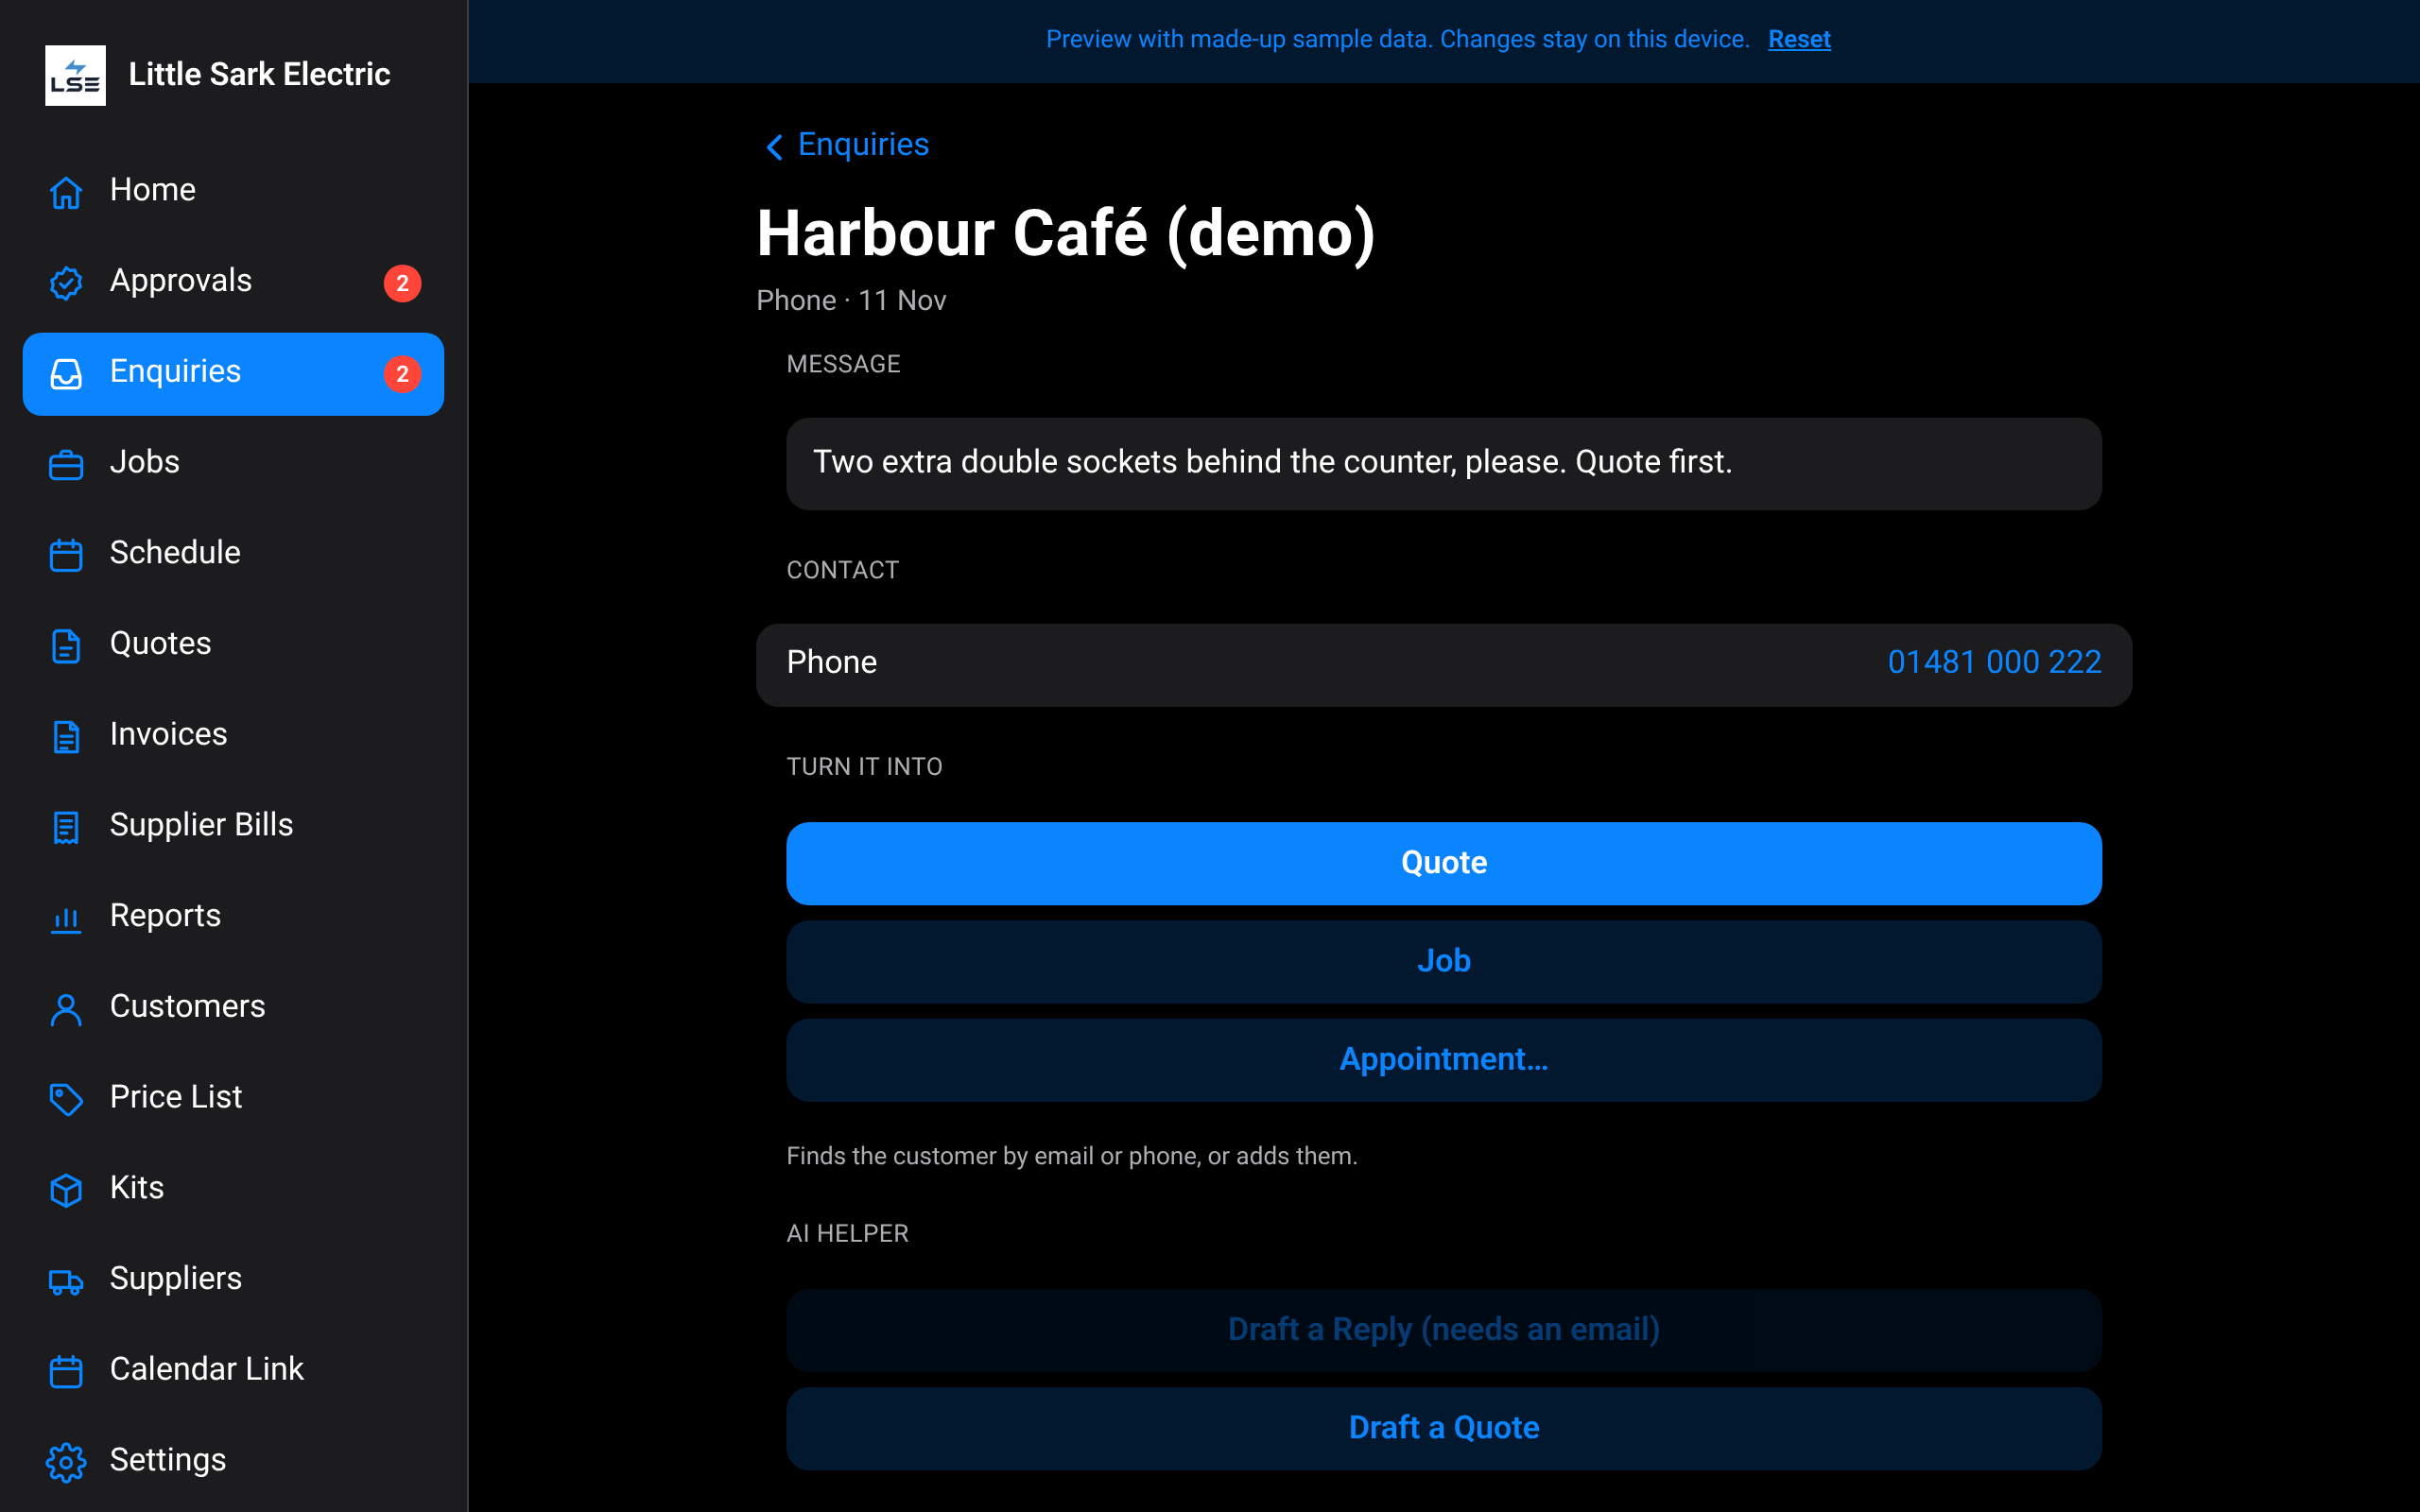 LSE
Little Sark Electric
Home
Approvals 2
Enquiries 2
Jobs
Schedule
Quotes
Invoices
Supplier Bills
Reports
Customers
Price List
Kits
Suppliers
Calendar Link
Settings
Preview with made-up sample data. Changes stay on this device. Reset
Enquiries
Harbour Café (demo)
Phone · 11 Nov
MESSAGE
Two extra double sockets behind the counter, please. Quote first.
CONTACT
Phone 01481 000 222
TURN IT INTO
Quote
Job
Appointment...
Finds the customer by email or phone, or adds them.
AI HELPER
Draft a Reply (needs an email)
Draft a Quote